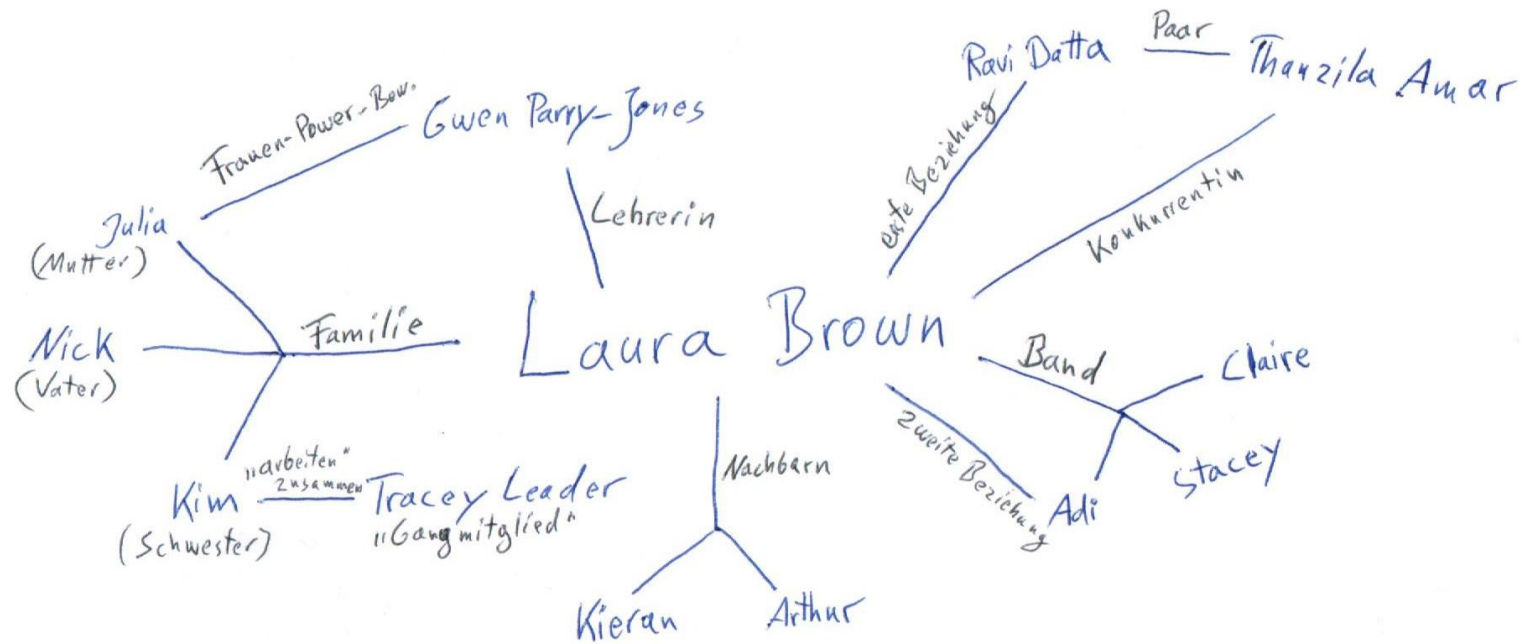 Paar
Ravi Datta
Thanzila Amar
Frauen-Power-Bew.
Gwen Parry-Jones
erste Beziehung
Konkurrentin
Lehrerin
Julia
(Mutter)
Familie
Laura Brown
Nick
(Vater)
Band
Claire
Stacey
zweite Beziehung
Adi
Nachbarn
"arbeiten"
zusammen
Kim
(Schwester)
Tracey Leader
"Gangmitglied"
Kieran
Arthur